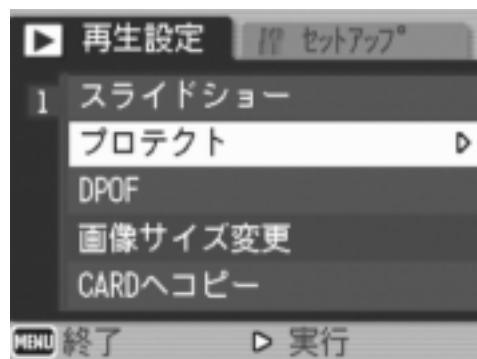 再生設定 セットアップ
1 スライドショー
プロテクト
DPOF
画像サイズ変更
CARDへコピー
MENU 終了 実行